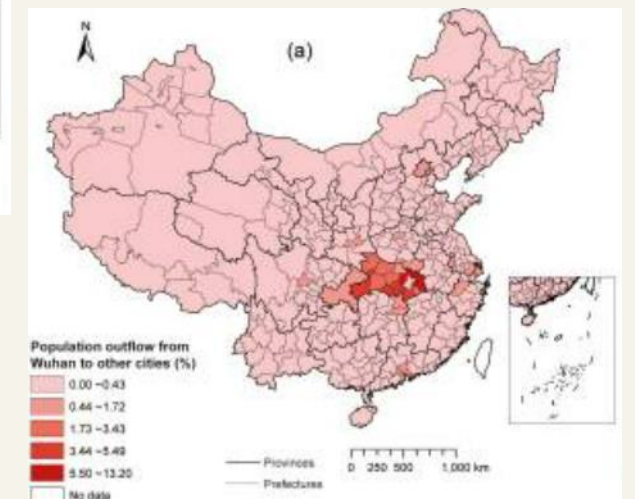 N
(a)
Population outflow from
Wuhan to other cities (%)
0.00 ~0.43
0.44 ~1.72
1.73 ~3.43
3.44 ~5.49
5.50 ~13.20
No data
Provinces
Prefectures
0 250 500 1,000 km